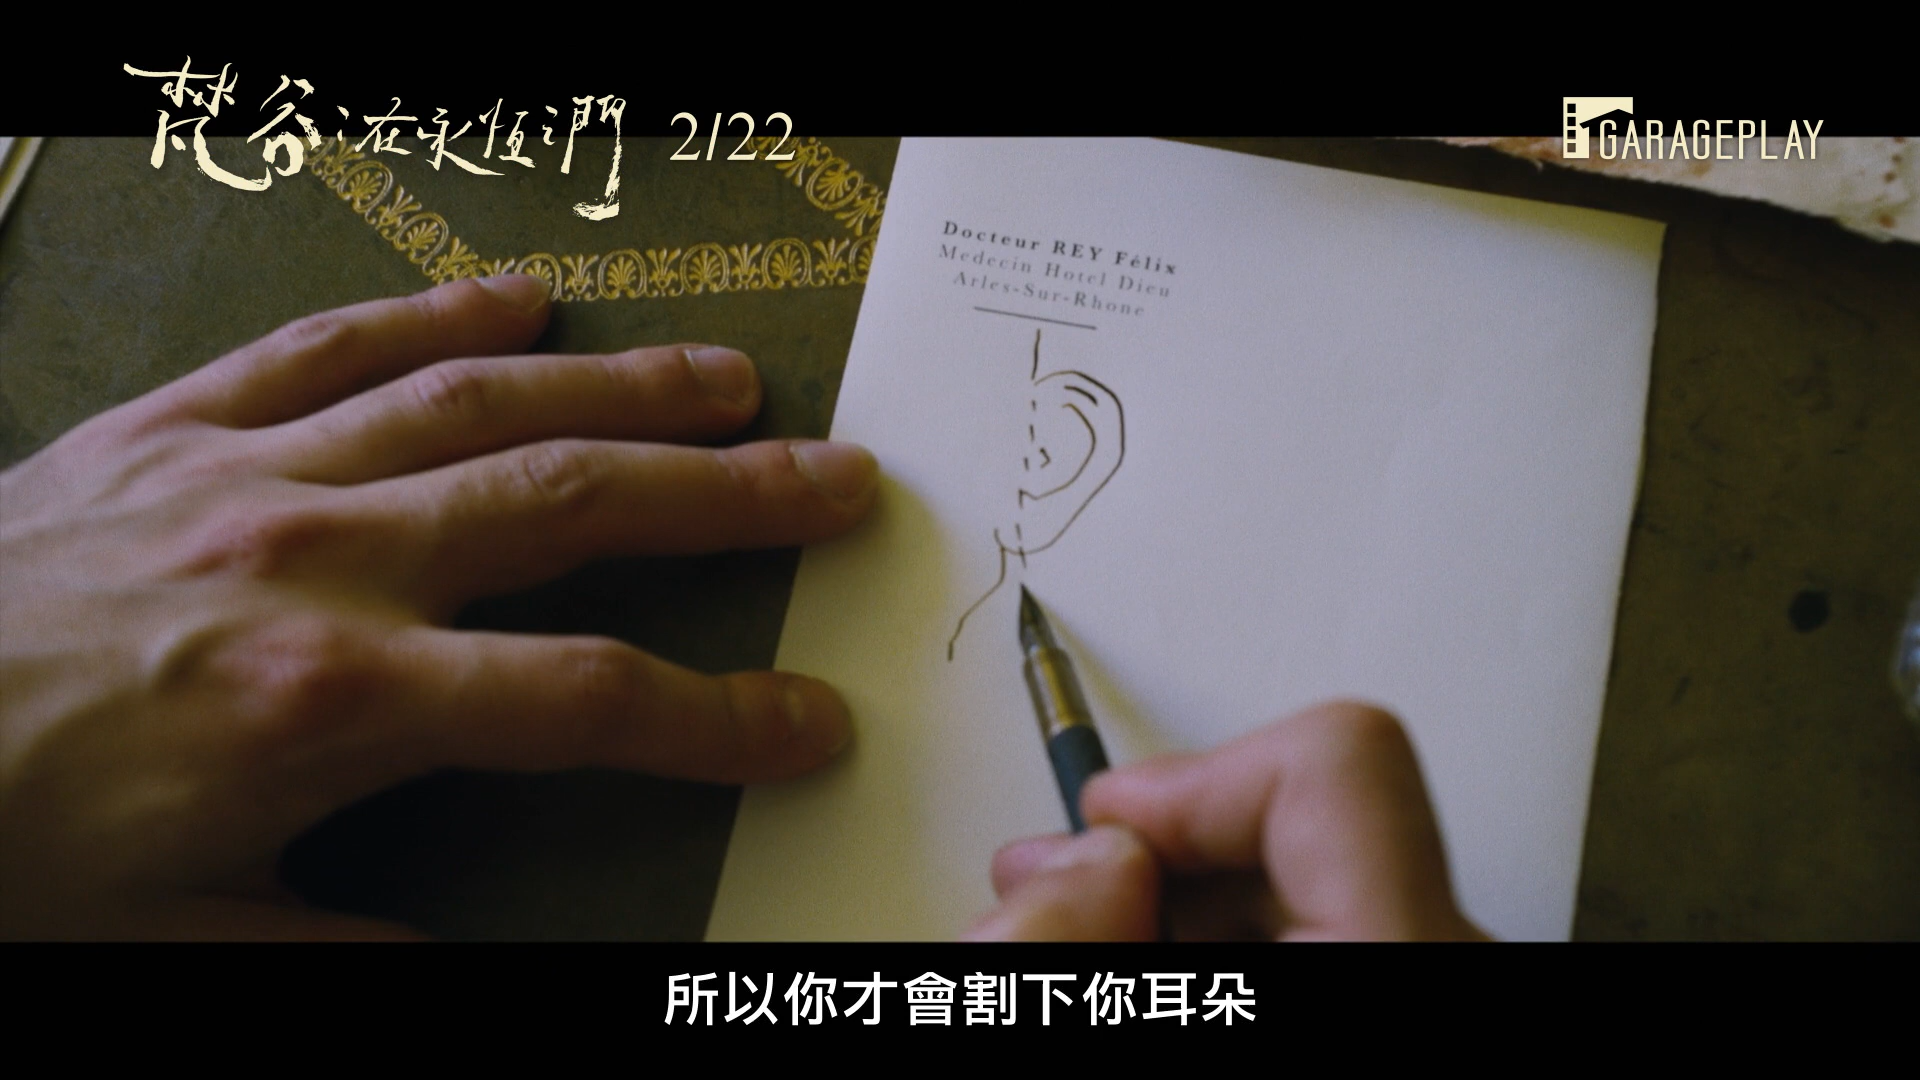 梵谷:在永恆之門 2/22
GARAGEPLAY
Docteur REY Félix
Medecin Hotel Dieu
Arles-Sur-Rhone
所以你才會割下你耳朵